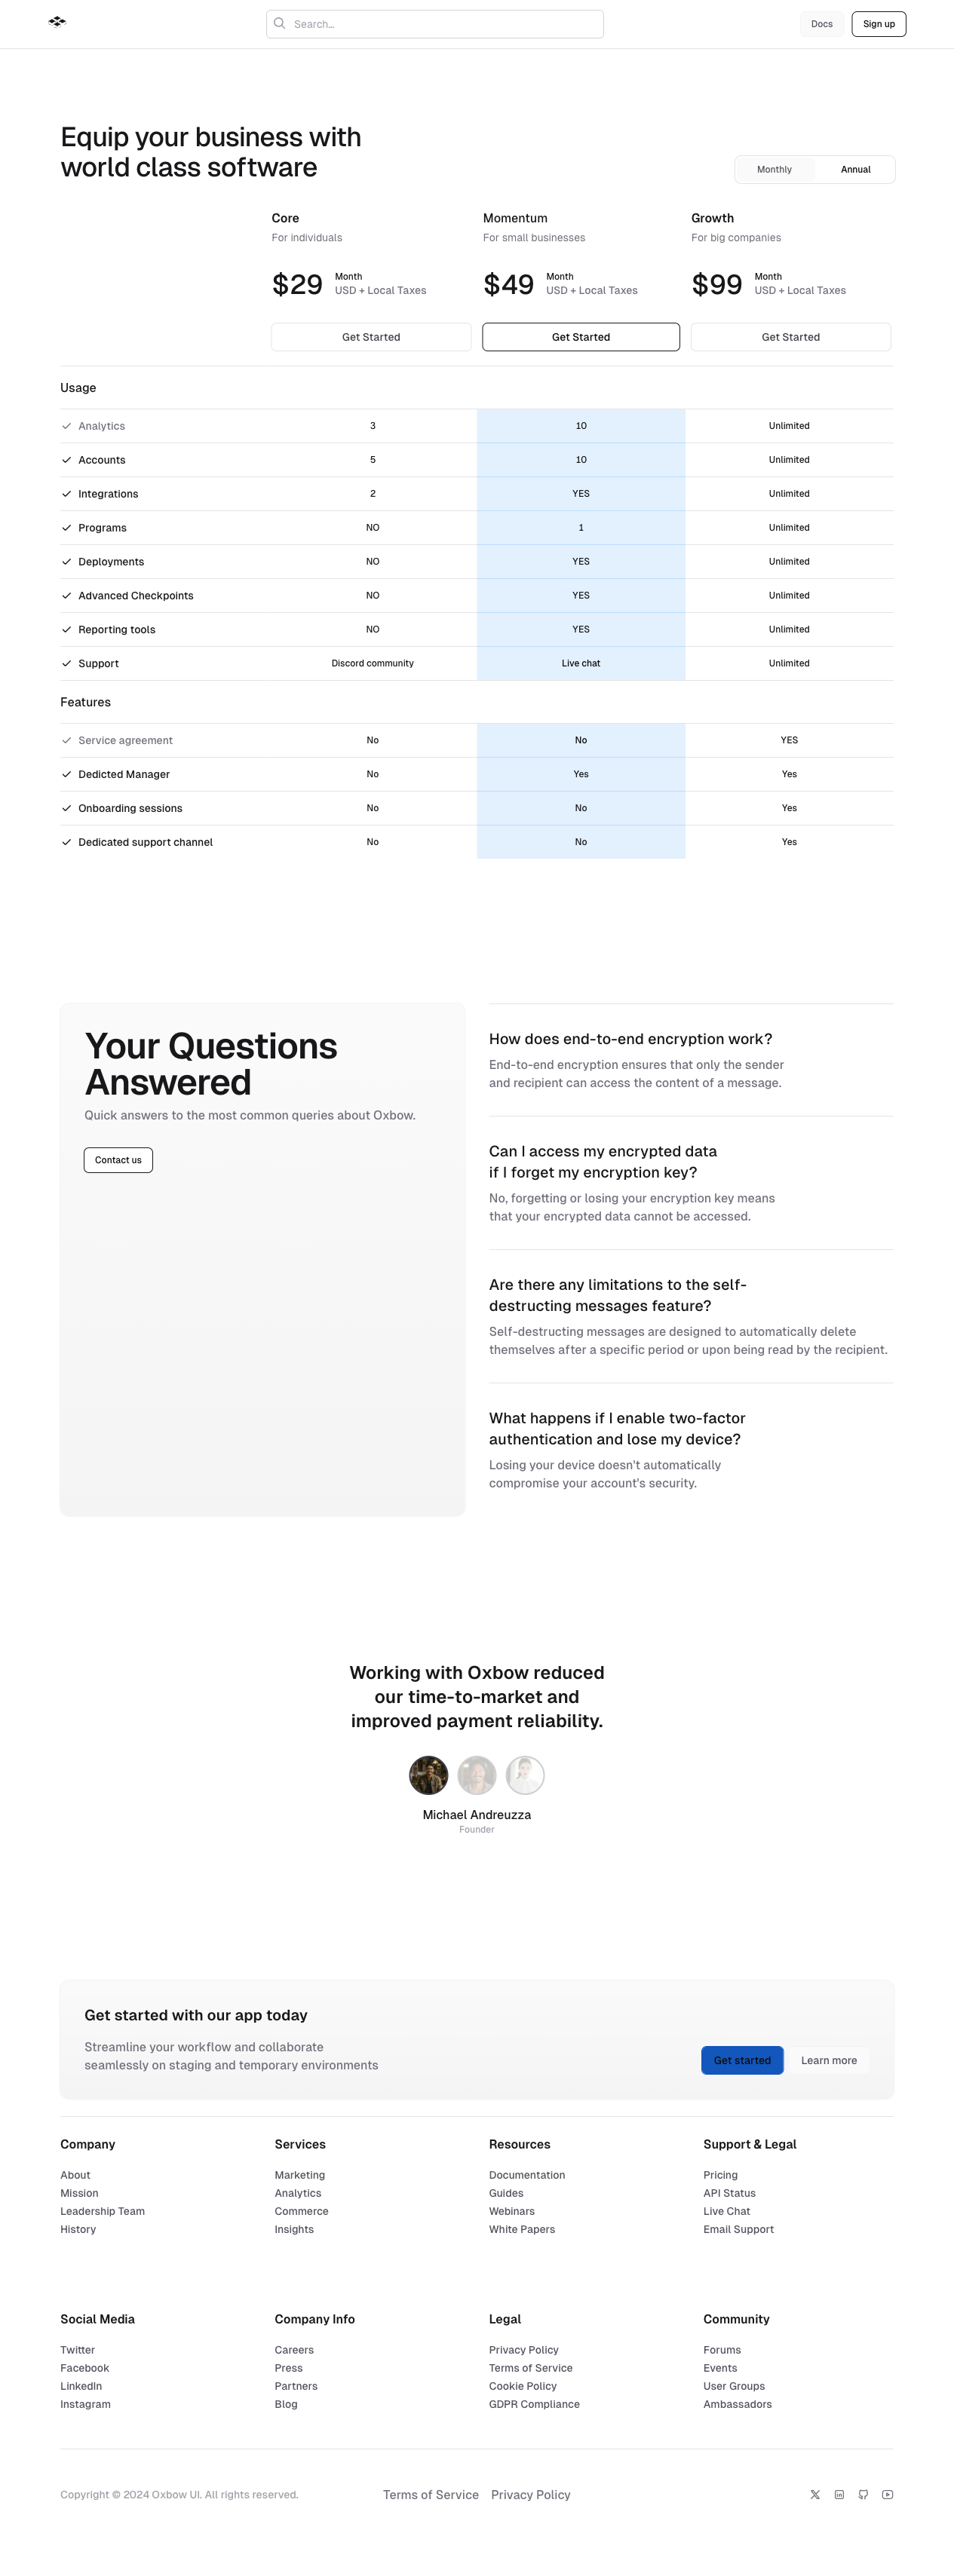 Search...
Docs
Sign up
Equip your business with
world class software
Monthly
Annual
Core
For individuals
$29
Month
USD + Local Taxes
Get Started
Momentum
For small businesses
$49
Month
USD + Local Taxes
Get Started
Growth
For big companies
$99
Month
USD + Local Taxes
Get Started
Usage
Analytics 3 10 Unlimited
Accounts 5 10 Unlimited
Integrations 2 YES Unlimited
Programs NO 1 Unlimited
Deployments NO YES Unlimited
Advanced Checkpoints NO YES Unlimited
Reporting tools NO YES Unlimited
Support Discord community Live chat Unlimited
Features
Service agreement No No YES
Dedicted Manager No Yes Yes
Onboarding sessions No No Yes
Dedicated support channel No No Yes
Your Questions
Answered
Quick answers to the most common queries about Oxbow.
Contact us
How does end-to-end encryption work?
End-to-end encryption ensures that only the sender
and recipient can access the content of a message.
Can I access my encrypted data
if I forget my encryption key?
No, forgetting or losing your encryption key means
that your encrypted data cannot be accessed.
Are there any limitations to the self-
destructing messages feature?
Self-destructing messages are designed to automatically delete
themselves after a specific period or upon being read by the recipient.
What happens if I enable two-factor
authentication and lose my device?
Losing your device doesn't automatically
compromise your account's security.
Working with Oxbow reduced
our time-to-market and
improved payment reliability.
Michael Andreuzza
Founder
Get started with our app today
Streamline your workflow and collaborate
seamlessly on staging and temporary environments
Get started
Learn more
Company
About
Mission
Leadership Team
History
Services
Marketing
Analytics
Commerce
Insights
Resources
Documentation
Guides
Webinars
White Papers
Support & Legal
Pricing
API Status
Live Chat
Email Support
Social Media
Twitter
Facebook
LinkedIn
Instagram
Company Info
Careers
Press
Partners
Blog
Legal
Privacy Policy
Terms of Service
Cookie Policy
GDPR Compliance
Community
Forums
Events
User Groups
Ambassadors
Copyright © 2024 Oxbow UI. All rights reserved.
Terms of Service
Privacy Policy